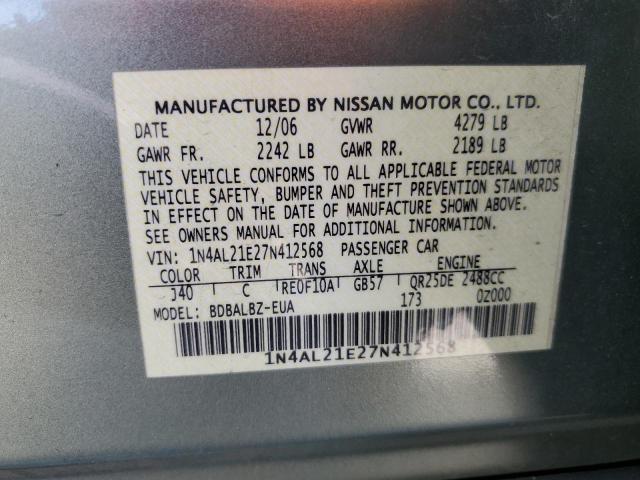 MANUFACTURED BY NISSAN MOTOR CO., LTD.
DATE 12/06 GVWR 4279 LB
GAWR FR. 2242 LB GAWR RR. 2189 LB
THIS VEHICLE CONFORMS TO ALL APPLICABLE FEDERAL MOTOR
VEHICLE SAFETY, BUMPER AND THEFT PREVENTION STANDARDS
IN EFFECT ON THE DATE OF MANUFACTURE SHOWN ABOVE.
SEE OWNERS MANUAL FOR ADDITIONAL INFORMATION.
VIN: 1N4AL21E27N412568 PASSENGER CAR
COLOR TRIM TRANS AXLE ENGINE
J40 C RE0F10A GB57 QR25DE 2488CC
MODEL: BDBALBZ-EUA 173 0Z000
1N4AL21E27N412568